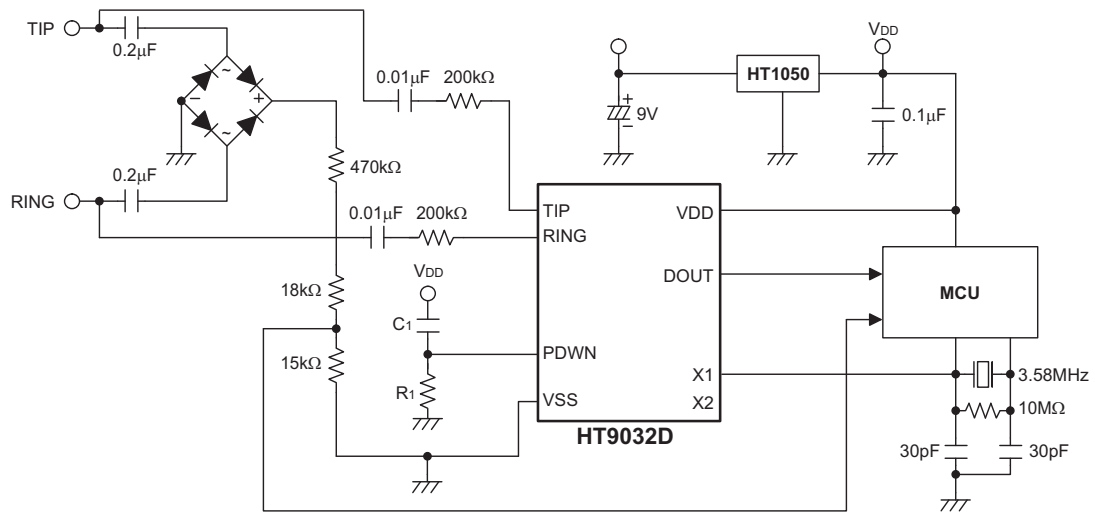 TIP
0.2µF
~
−
+
~
0.2µF
RING
0.01µF
200kΩ
470kΩ
0.01µF
200kΩ
18kΩ
15kΩ
VDD
C1
R1
TIP
RING
PDWN
VSS
VDD
DOUT
X1
X2
HT9032D
+
−
9V
HT1050
VDD
0.1µF
MCU
3.58MHz
10MΩ
30pF
30pF